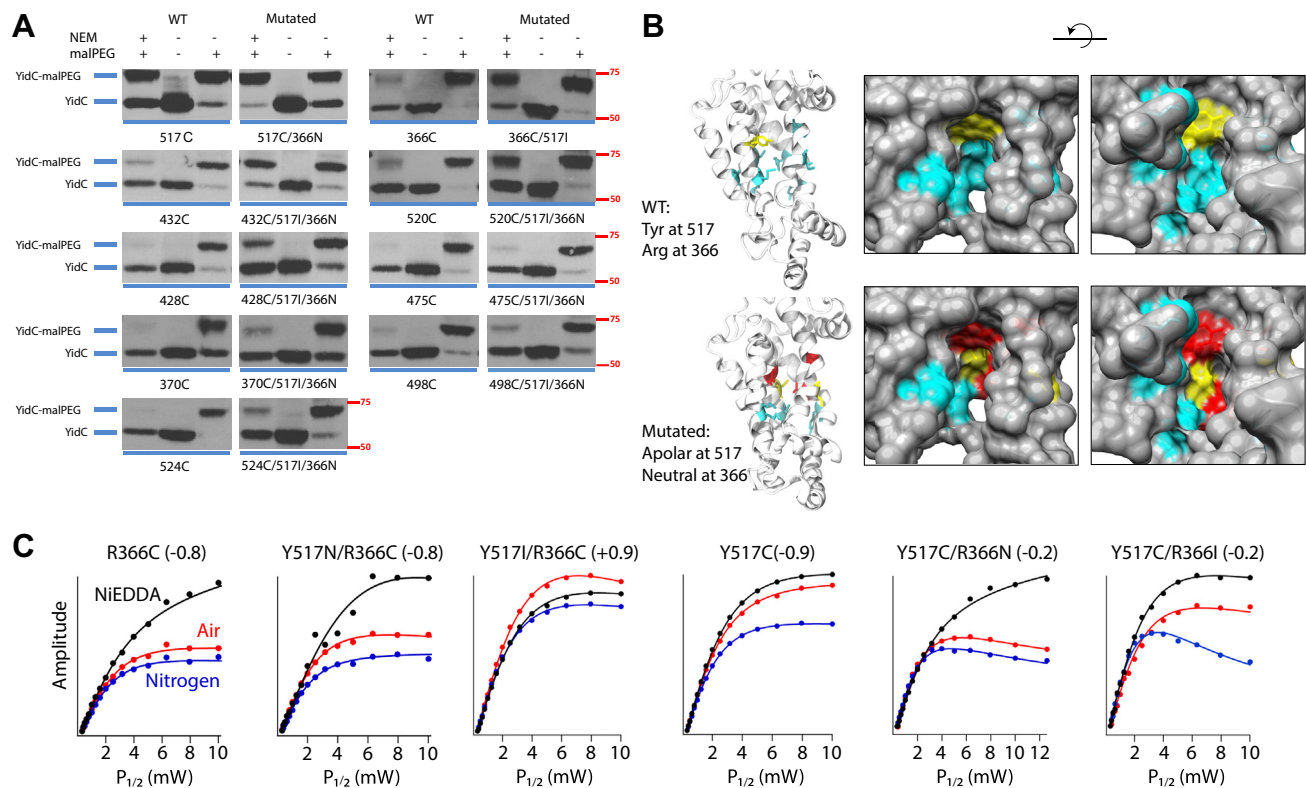 A
WT
Mutated
WT
Mutated
NEM + - - + - - + - - + - -
malPEG + - + + - + + - + + - +
YidC-malPEG
YidC
75
50
517C
517C/366N
366C
366C/517I
YidC-malPEG
YidC
75
50
432C
432C/517I/366N
520C
520C/517I/366N
YidC-malPEG
YidC
75
50
428C
428C/517I/366N
475C
475C/517I/366N
YidC-malPEG
YidC
75
50
370C
370C/517I/366N
498C
498C/517I/366N
YidC-malPEG
YidC
75
50
524C
524C/517I/366N
B
WT:
Tyr at 517
Arg at 366
Mutated:
Apolar at 517
Neutral at 366
C
R366C (-0.8)
Y517N/R366C (-0.8)
Y517I/R366C (+0.9)
Y517C(-0.9)
Y517C/R366N (-0.2)
Y517C/R366I (-0.2)
Amplitude
NiEDDA
Air
Nitrogen
2 4 6 8 10
2 4 6 8 10
2 4 6 8 10
2 4 6 8 10
2 4 6 8 10 12
2 4 6 8 10
P1/2 (mW)
P1/2 (mW)
P1/2 (mW)
P1/2 (mW)
P1/2 (mW)
P1/2 (mW)